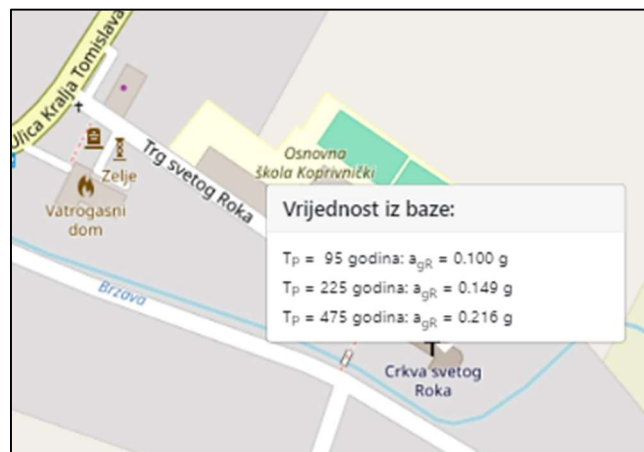 Ulica Kralja Tomislava
Trg svetog Roka
Zelje
Vatrogasni
dom
Osnovna
škola Koprivnički
Brzava
Vrijednost iz baze:
Tp = 95 godina: agR = 0.100 g
Tp = 225 godina: agR = 0.149 g
Tp = 475 godina: agR = 0.216 g
Crkva svetog
Roka